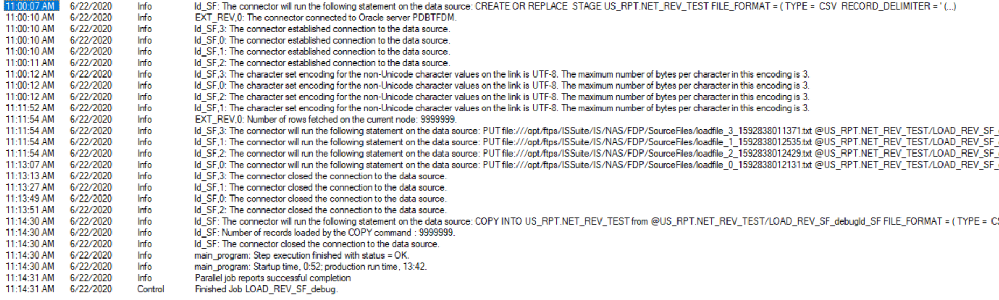 11:00:07 AM 6/22/2020 Info ld_SF: The connector will run the following statement on the data source: CREATE OR REPLACE STAGE US_RPT.NET_REV_TEST FILE_FORMAT = ( TYPE = CSV RECORD_DELIMITER = ' (...)
11:00:10 AM 6/22/2020 Info EXT_REV,0: The connector connected to Oracle server PDBTFDM.
11:00:10 AM 6/22/2020 Info ld_SF,3: The connector established connection to the data source.
11:00:10 AM 6/22/2020 Info ld_SF,0: The connector established connection to the data source.
11:00:10 AM 6/22/2020 Info ld_SF,1: The connector established connection to the data source.
11:00:11 AM 6/22/2020 Info ld_SF,2: The connector established connection to the data source.
11:00:12 AM 6/22/2020 Info ld_SF,3: The character set encoding for the non-Unicode character values on the link is UTF-8. The maximum number of bytes per character in this encoding is 3.
11:00:12 AM 6/22/2020 Info ld_SF,0: The character set encoding for the non-Unicode character values on the link is UTF-8. The maximum number of bytes per character in this encoding is 3.
11:00:12 AM 6/22/2020 Info ld_SF,2: The character set encoding for the non-Unicode character values on the link is UTF-8. The maximum number of bytes per character in this encoding is 3.
11:11:52 AM 6/22/2020 Info ld_SF,1: The character set encoding for the non-Unicode character values on the link is UTF-8. The maximum number of bytes per character in this encoding is 3.
11:11:54 AM 6/22/2020 Info EXT_REV,0: Number of rows fetched on the current node: 9999999.
11:11:54 AM 6/22/2020 Info ld_SF,3: The connector will run the following statement on the data source: PUT file:///opt/ftps/ISSuite/IS/NAS/FDP/SourceFiles/loadfile_3_1592838011371.txt @US_RPT.NET_REV_TEST/LOAD_REV_SF_
11:11:54 AM 6/22/2020 Info ld_SF,1: The connector will run the following statement on the data source: PUT file:///opt/ftps/ISSuite/IS/NAS/FDP/SourceFiles/loadfile_1_1592838012535.txt @US_RPT.NET_REV_TEST/LOAD_REV_SF_
11:11:54 AM 6/22/2020 Info ld_SF,2: The connector will run the following statement on the data source: PUT file:///opt/ftps/ISSuite/IS/NAS/FDP/SourceFiles/loadfile_2_1592838012429.txt @US_RPT.NET_REV_TEST/LOAD_REV_SF_
11:13:07 AM 6/22/2020 Info ld_SF,0: The connector will run the following statement on the data source: PUT file:///opt/ftps/ISSuite/IS/NAS/FDP/SourceFiles/loadfile_0_1592838012131.txt @US_RPT.NET_REV_TEST/LOAD_REV_SF_
11:13:13 AM 6/22/2020 Info ld_SF,3: The connector closed the connection to the data source.
11:13:27 AM 6/22/2020 Info ld_SF,1: The connector closed the connection to the data source.
11:13:49 AM 6/22/2020 Info ld_SF,0: The connector closed the connection to the data source.
11:13:51 AM 6/22/2020 Info ld_SF,2: The connector closed the connection to the data source.
11:14:30 AM 6/22/2020 Info ld_SF: The connector will run the following statement on the data source: COPY INTO US_RPT.NET_REV_TEST from @US_RPT.NET_REV_TEST/LOAD_REV_SF_debugld_SF FILE_FORMAT = ( TYPE = CS
11:14:30 AM 6/22/2020 Info ld_SF: Number of records loaded by the COPY command : 9999999.
11:14:30 AM 6/22/2020 Info ld_SF: The connector closed the connection to the data source.
11:14:30 AM 6/22/2020 Info main_program: Step execution finished with status = OK.
11:14:30 AM 6/22/2020 Info main_program: Startup time, 0:52; production run time, 13:42.
11:14:31 AM 6/22/2020 Info Parallel job reports successful completion
11:14:31 AM 6/22/2020 Control Finished Job LOAD_REV_SF_debug.